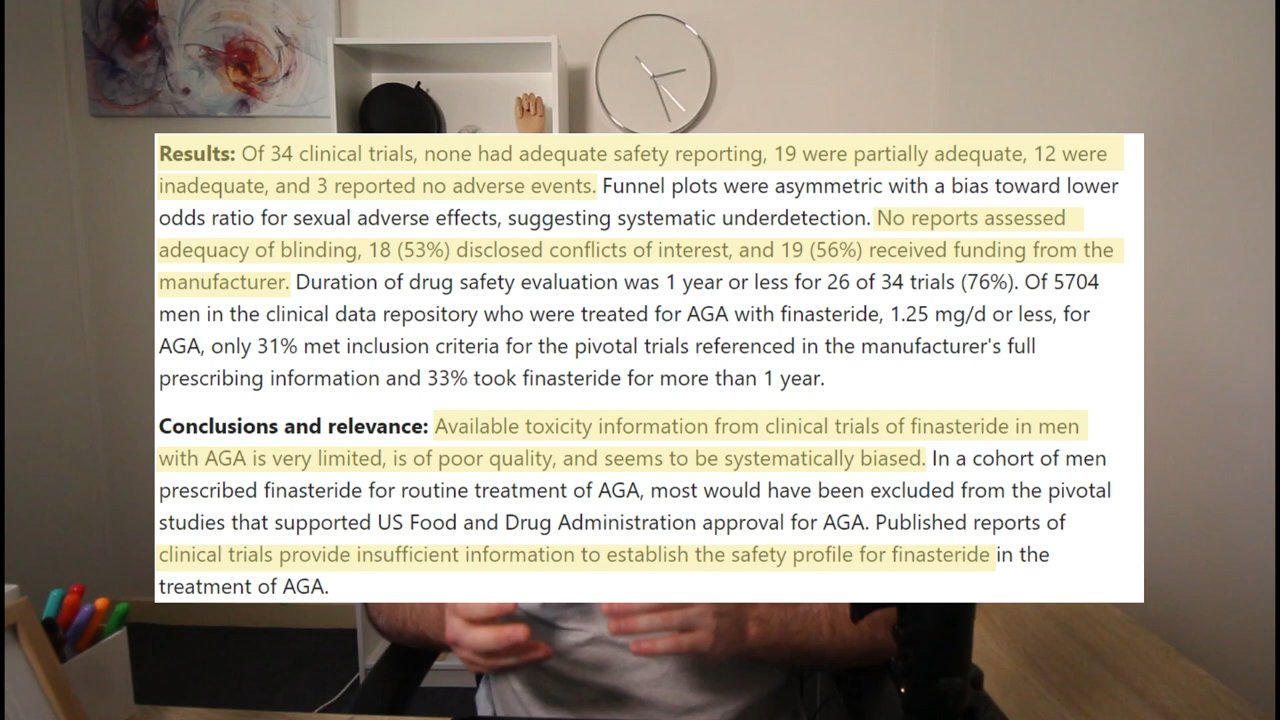 Results: Of 34 clinical trials, none had adequate safety reporting, 19 were partially adequate, 12 were
inadequate, and 3 reported no adverse events. Funnel plots were asymmetric with a bias toward lower
odds ratio for sexual adverse effects, suggesting systematic underdetection. No reports assessed
adequacy of blinding, 18 (53%) disclosed conflicts of interest, and 19 (56%) received funding from the
manufacturer. Duration of drug safety evaluation was 1 year or less for 26 of 34 trials (76%). Of 5704
men in the clinical data repository who were treated for AGA with finasteride, 1.25 mg/d or less, for
AGA, only 31% met inclusion criteria for the pivotal trials referenced in the manufacturer's full
prescribing information and 33% took finasteride for more than 1 year.
Conclusions and relevance: Available toxicity information from clinical trials of finasteride in men
with AGA is very limited, is of poor quality, and seems to be systematically biased. In a cohort of men
prescribed finasteride for routine treatment of AGA, most would have been excluded from the pivotal
studies that supported US Food and Drug Administration approval for AGA. Published reports of
clinical trials provide insufficient information to establish the safety profile for finasteride in the
treatment of AGA.